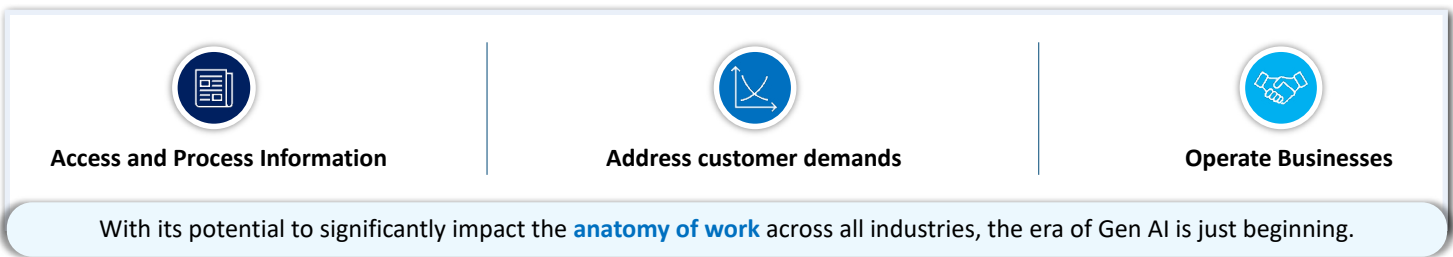 Access and Process Information
Address customer demands
Operate Businesses
With its potential to significantly impact the anatomy of work across all industries, the era of Gen AI is just beginning.